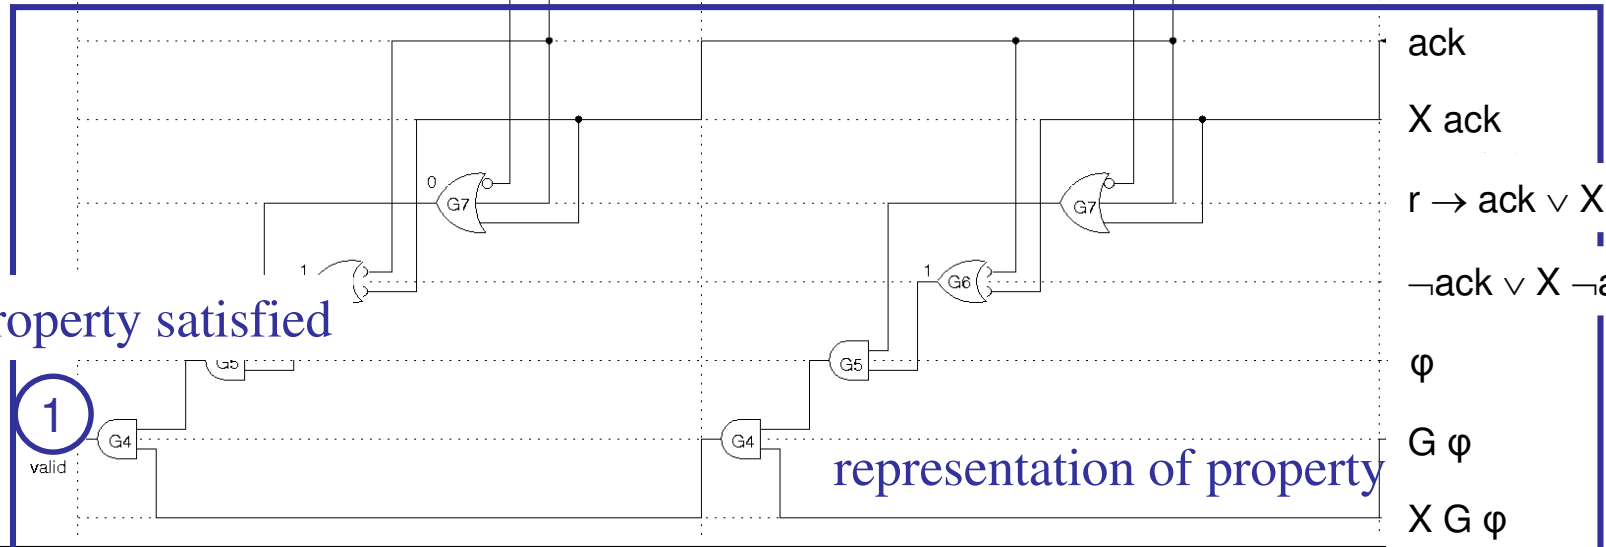 ack
X ack
0
G7
G7
r → ack ∨ X
1
1
G6
¬ack ∨ X ¬a
roperty satisfied
G5
G5
φ
1
G4
G4
G φ
valid
representation of property
X G φ